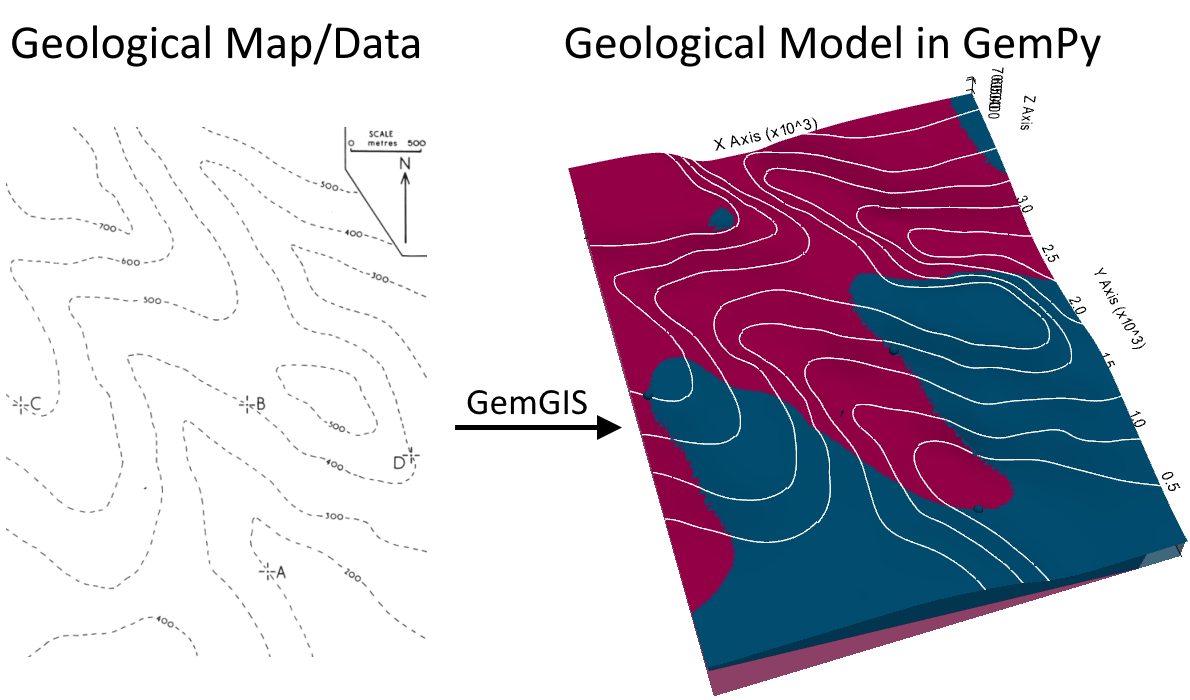 Geological Map/Data
Geological Model in GemPy
SCALE
metres
0 500
N
500
400
300
700
600
500
C
B
500
400
D
300
A
200
400
GemGIS
X Axis (x10^3)
Z Axis
3.0
2.5
2.0
Y Axis (x10^3)
1.5
1.0
0.5